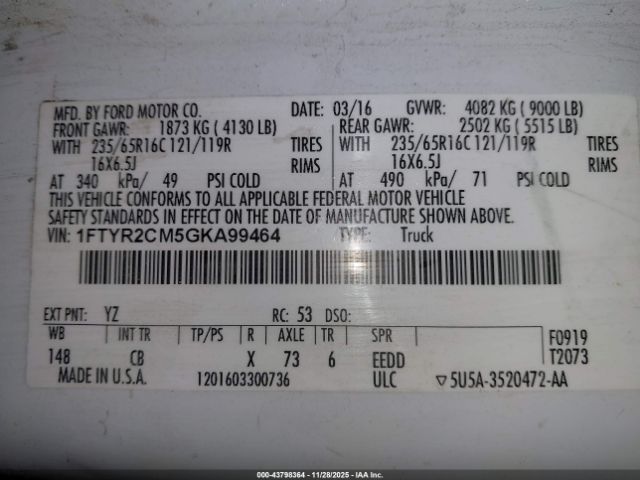 MFD. BY FORD MOTOR CO. DATE: 03/16 GVWR: 4082 KG ( 9000 LB)
FRONT GAWR: 1873 KG ( 4130 LB) REAR GAWR: 2502 KG ( 5515 LB)
WITH 235/65R16C 121/119R TIRES WITH 235/65R16C 121/119R TIRES
16X6.5J RIMS 16X6.5J RIMS
AT 340 kPa/ 49 PSI COLD AT 490 kPa/ 71 PSI COLD
THIS VEHICLE CONFORMS TO ALL APPLICABLE FEDERAL MOTOR VEHICLE
SAFETY STANDARDS IN EFFECT ON THE DATE OF MANUFACTURE SHOWN ABOVE.
VIN: 1FTYR2CM5GKA99464 TYPE: Truck
EXT PNT: YZ RC: 53 DSO:
WB INT TR TP/PS R AXLE TR SPR F0919
148 CB X 73 6 EEDD T2073
MADE IN U.S.A. 1201603300736 ULC ▽5U5A-3520472-AA
000-43798364 - 11/28/2025 - IAA, Inc.